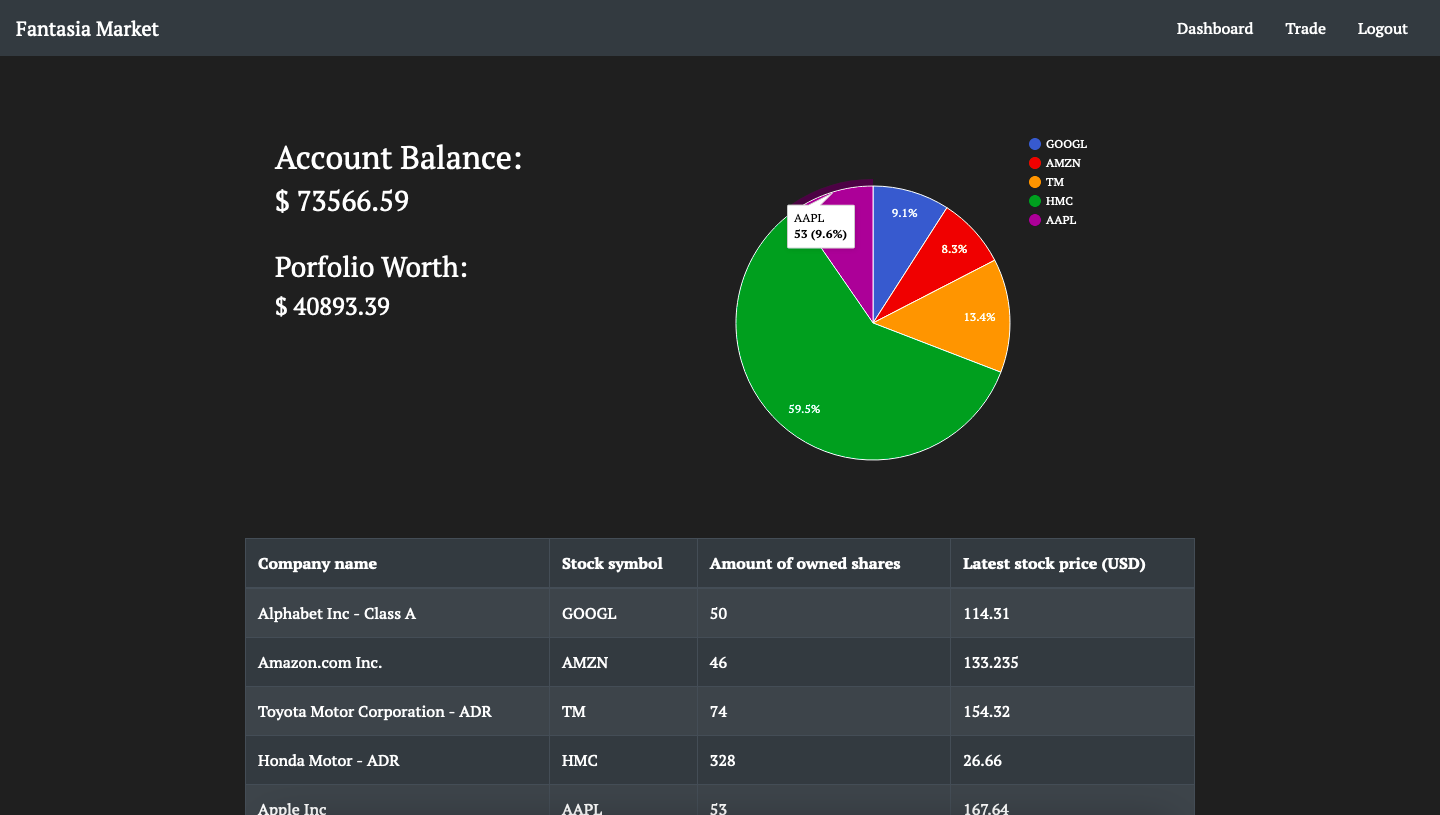 Fantasia Market
Dashboard Trade Logout
Account Balance:
$ 73566.59
Porfolio Worth:
$ 40893.39
GOOGL
AMZN
TM
HMC
AAPL
AAPL
53 (9.6%)
9.1%
8.3%
13.4%
59.5%
Company name Stock symbol Amount of owned shares Latest stock price (USD)
Alphabet Inc - Class A GOOGL 50 114.31
Amazon.com Inc. AMZN 46 133.235
Toyota Motor Corporation - ADR TM 74 154.32
Honda Motor - ADR HMC 328 26.66
Apple Inc AAPL 53 167.64